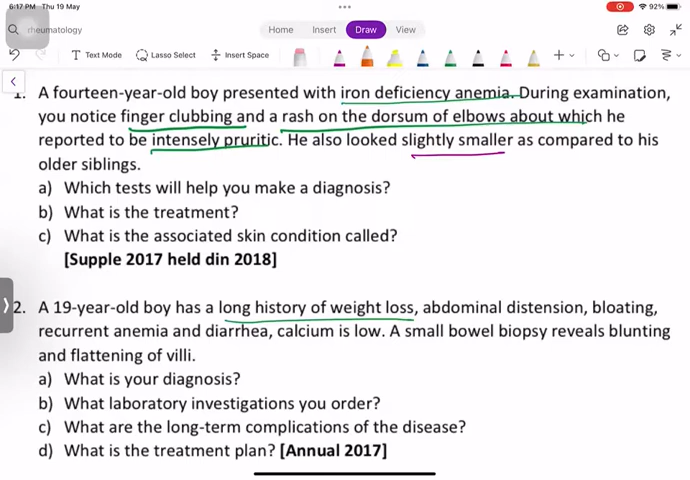 6:17 PM Thu 19 May
92%
rheumatology
Home Insert Draw View
Text Mode Lasso Select Insert Space
1. A fourteen-year-old boy presented with iron deficiency anemia. During examination,
you notice finger clubbing and a rash on the dorsum of elbows about which he
reported to be intensely pruritic. He also looked slightly smaller as compared to his
older siblings.
a) Which tests will help you make a diagnosis?
b) What is the treatment?
c) What is the associated skin condition called?
[Supple 2017 held din 2018]
2. A 19-year-old boy has a long history of weight loss, abdominal distension, bloating,
recurrent anemia and diarrhea, calcium is low. A small bowel biopsy reveals blunting
and flattening of villi.
a) What is your diagnosis?
b) What laboratory investigations you order?
c) What are the long-term complications of the disease?
d) What is the treatment plan? [Annual 2017]